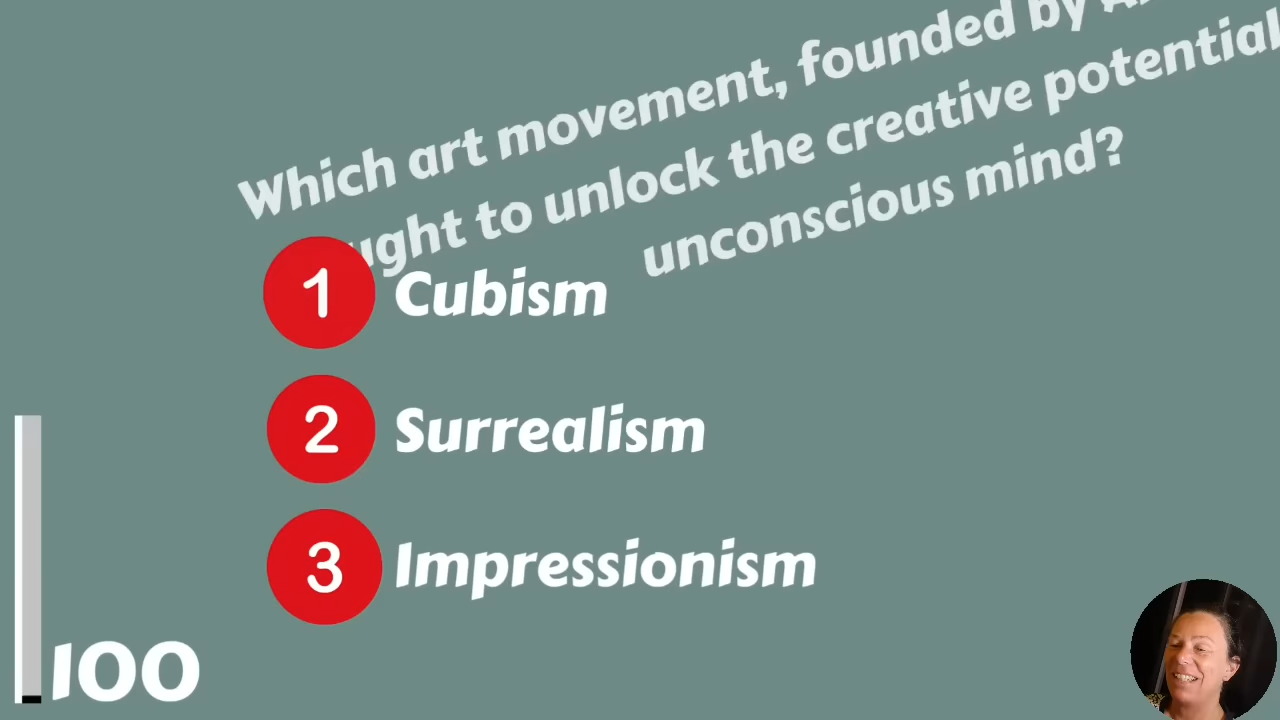 Which art movement, founded by
ught to unlock the creative potential
unconscious mind?
1 Cubism
2 Surrealism
3 Impressionism
100